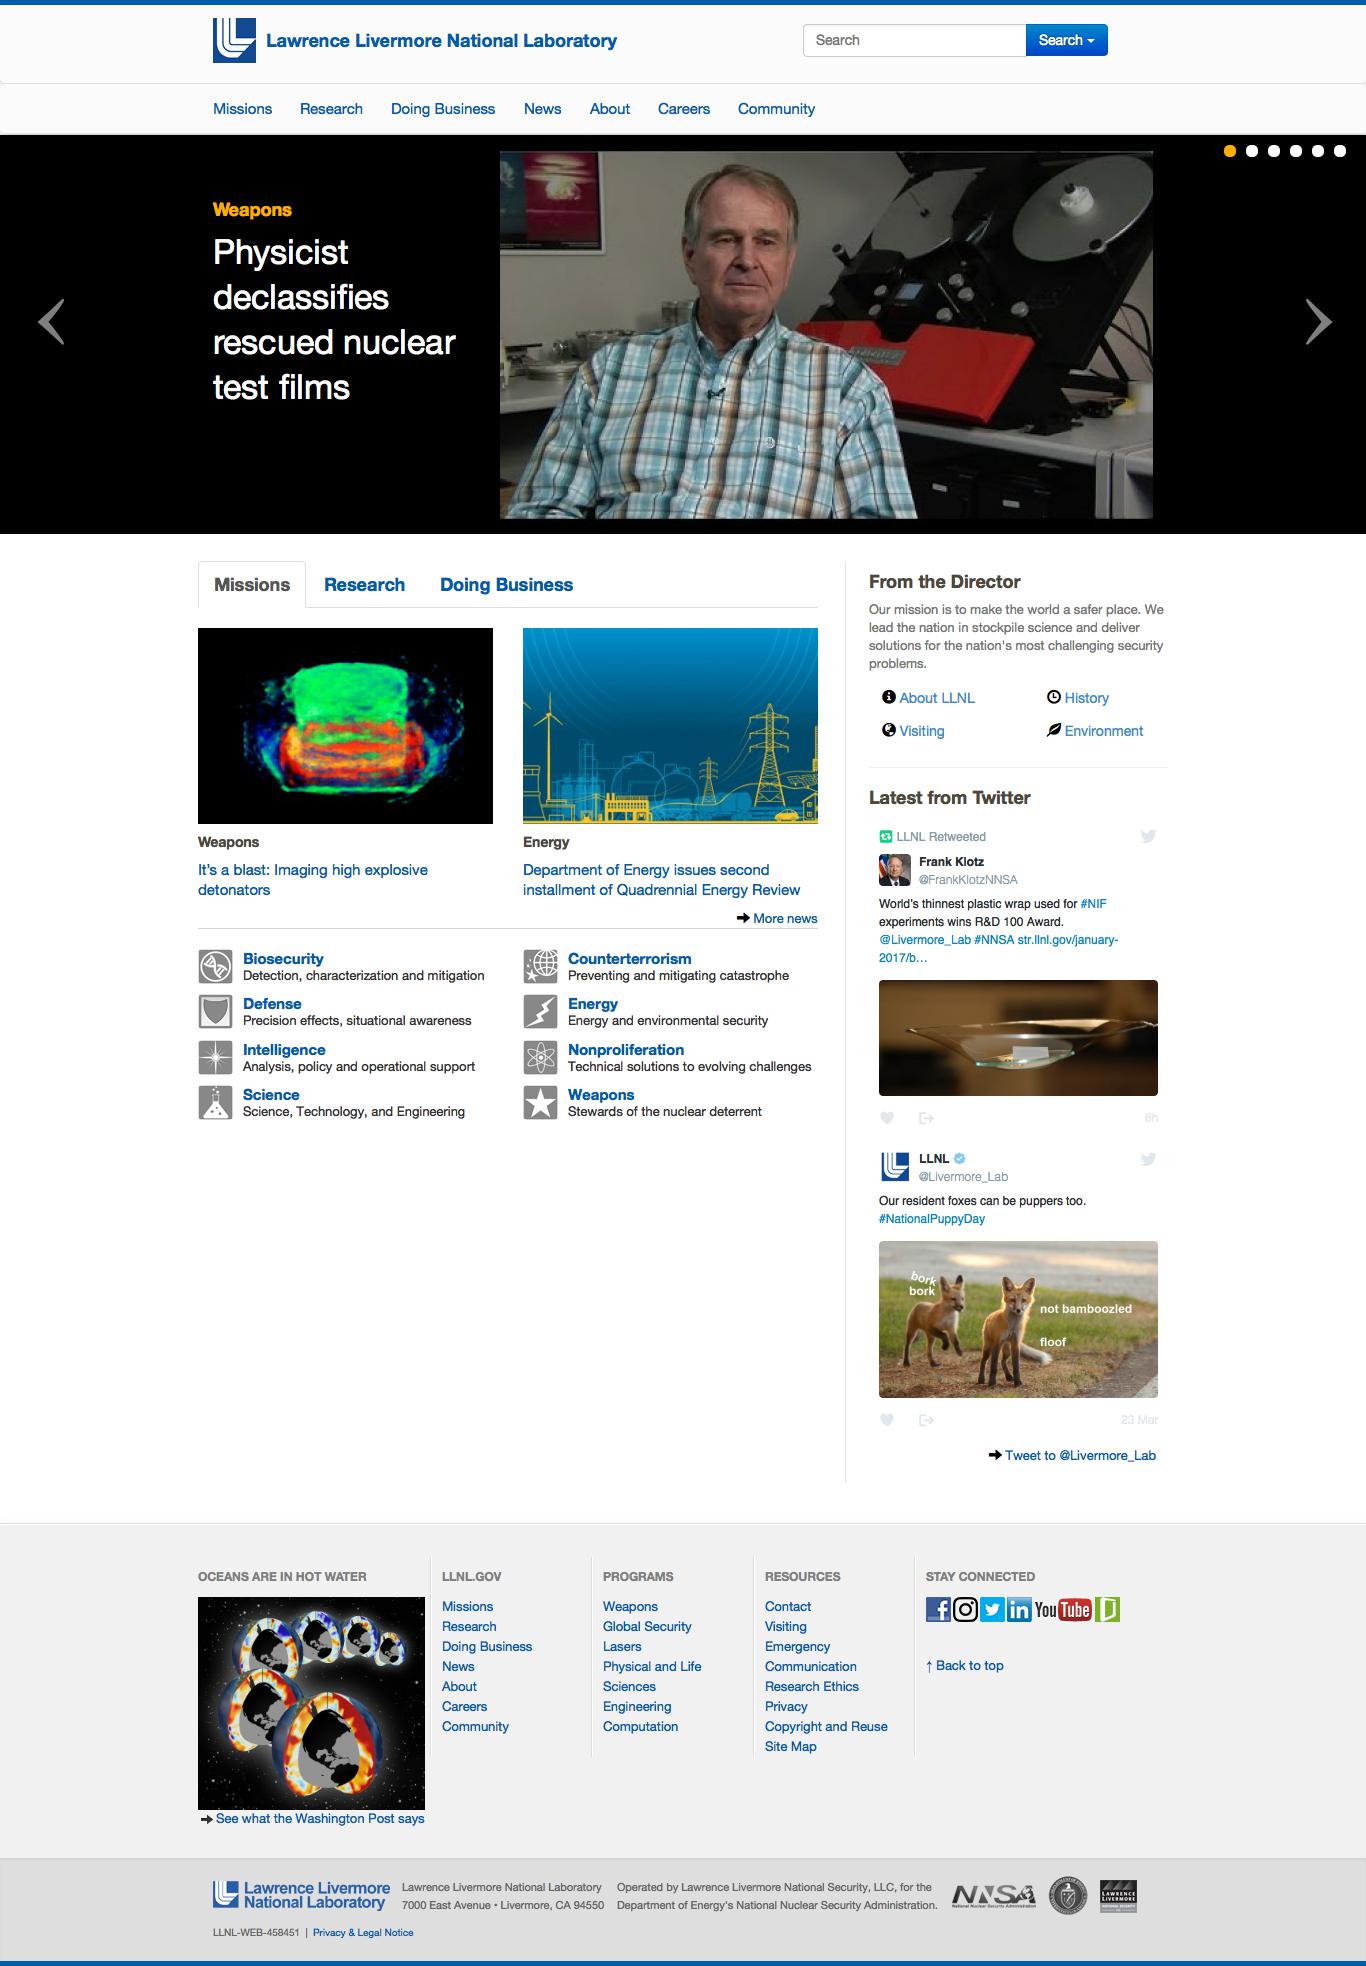 Lawrence Livermore National Laboratory
Search
Search
Missions
Research
Doing Business
News
About
Careers
Community
Weapons
Physicist
declassifies
rescued nuclear
test films
Missions
Research
Doing Business
Weapons
It's a blast: Imaging high explosive
detonators
Energy
Department of Energy issues second
installment of Quadrennial Energy Review
More news
Biosecurity
Detection, characterization and mitigation
Counterterrorism
Preventing and mitigating catastrophe
Defense
Precision effects, situational awareness
Energy
Energy and environmental security
Intelligence
Analysis, policy and operational support
Nonproliferation
Technical solutions to evolving challenges
Science
Science, Technology, and Engineering
Weapons
Stewards of the nuclear deterrent
From the Director
Our mission is to make the world a safer place. We
lead the nation in stockpile science and deliver
solutions for the nation's most challenging security
problems.
About LLNL
History
Visiting
Environment
Latest from Twitter
LLNL Retweeted
Frank Klotz
@FrankKlotzNNSA
World's thinnest plastic wrap used for #NIF
experiments wins R&D 100 Award.
@Livermore_Lab #NNSA str.llnl.gov/january-
2017/b…
8h
LLNL
@Livermore_Lab
Our resident foxes can be puppers too.
#NationalPuppyDay
bork
bork
not bamboozled
floof
23 Mar
Tweet to @Livermore_Lab
OCEANS ARE IN HOT WATER
See what the Washington Post says
LLNL.GOV
Missions
Research
Doing Business
News
About
Careers
Community
PROGRAMS
Weapons
Global Security
Lasers
Physical and Life
Sciences
Engineering
Computation
RESOURCES
Contact
Visiting
Emergency
Communication
Research Ethics
Privacy
Copyright and Reuse
Site Map
STAY CONNECTED
You Tube
↑ Back to top
Lawrence Livermore
National Laboratory
Lawrence Livermore National Laboratory
7000 East Avenue • Livermore, CA 94550
Operated by Lawrence Livermore National Security, LLC, for the
Department of Energy's National Nuclear Security Administration.
NNSA
National Nuclear Security Administration
LAWRENCE
LIVERMORE
LLNL-WEB-458451 | Privacy & Legal Notice